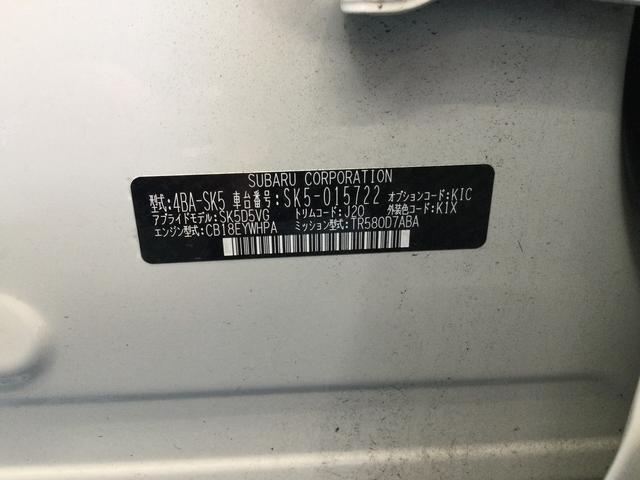 SUBARU CORPORATION
型式: 4BA-SK5 車台番号: SK5-015722 オプションコード: KIC
アプライドモデル: SK5D5VG トリムコード: J20 外装色コード: K1X
エンジン型式: CB18EYWHPA ミッション型式: TR580D7ABA